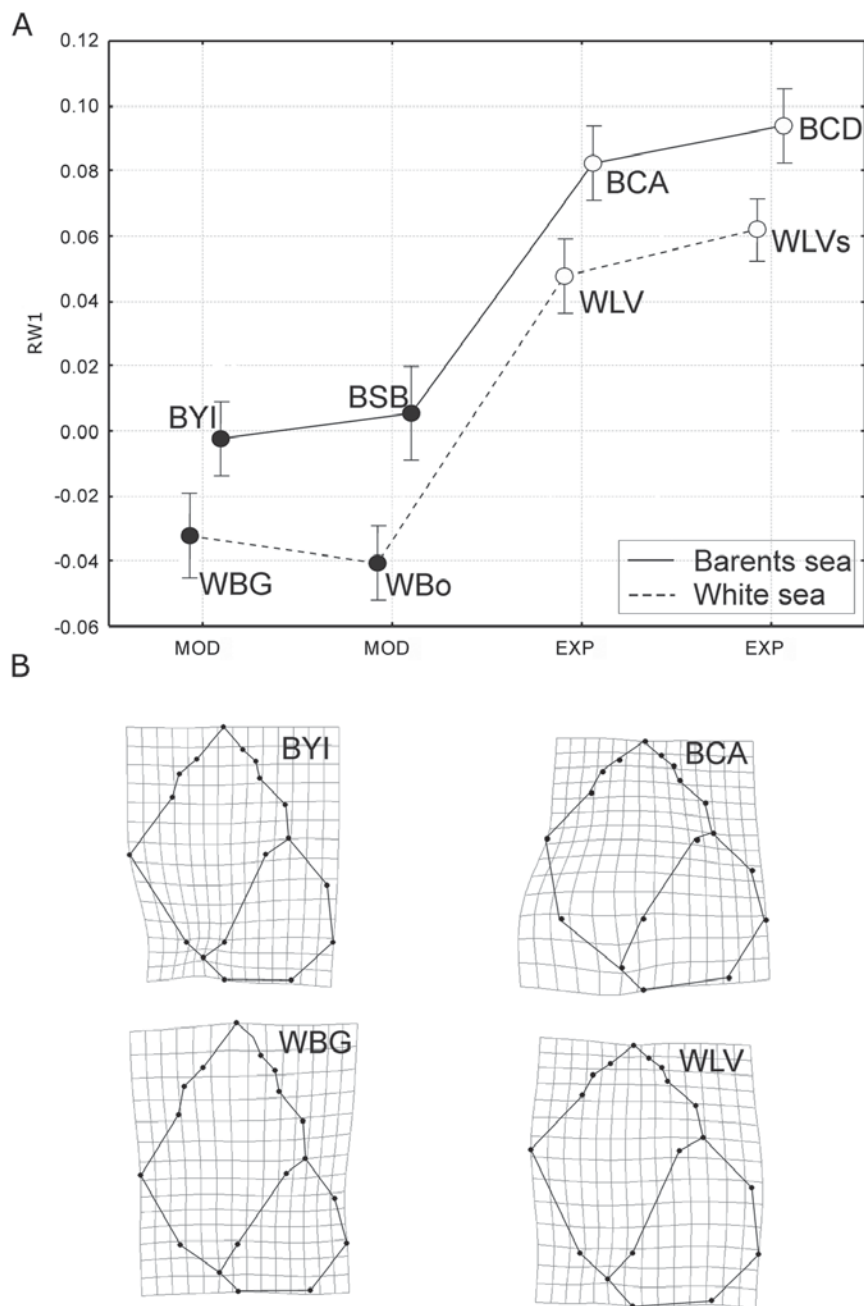 A
0.12
0.10
0.08
0.06
0.04
0.02
0.00
-0.02
-0.04
-0.06
RW1
BCD
BCA
WLVs
WLV
BSB
BYI
WBG
WBo
Barents sea
White sea
MOD MOD EXP EXP
B
BYI
BCA
WBG
WLV